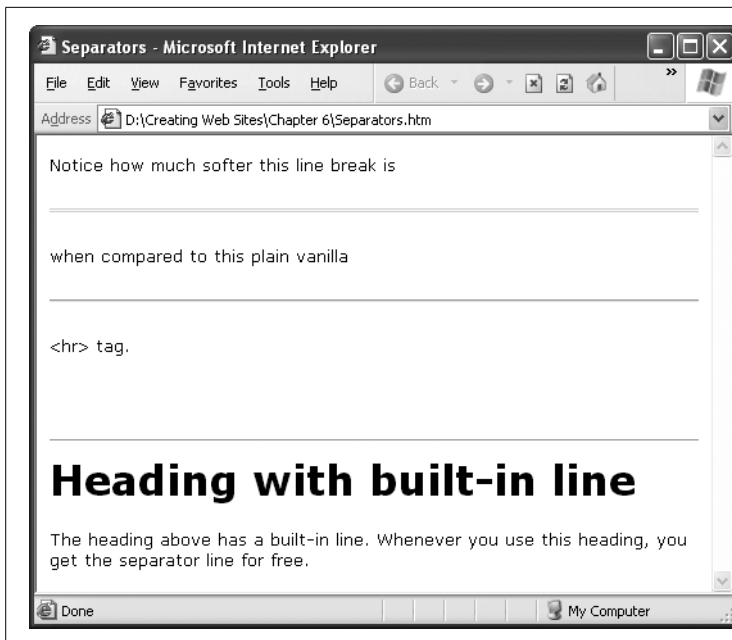 Separators - Microsoft Internet Explorer
File Edit View Favorites Tools Help Back »
Address D:\Creating Web Sites\Chapter 6\Separators.htm
Notice how much softer this line break is
when compared to this plain vanilla
<hr> tag.
Heading with built-in line
The heading above has a built-in line. Whenever you use this heading, you
get the separator line for free.
Done My Computer